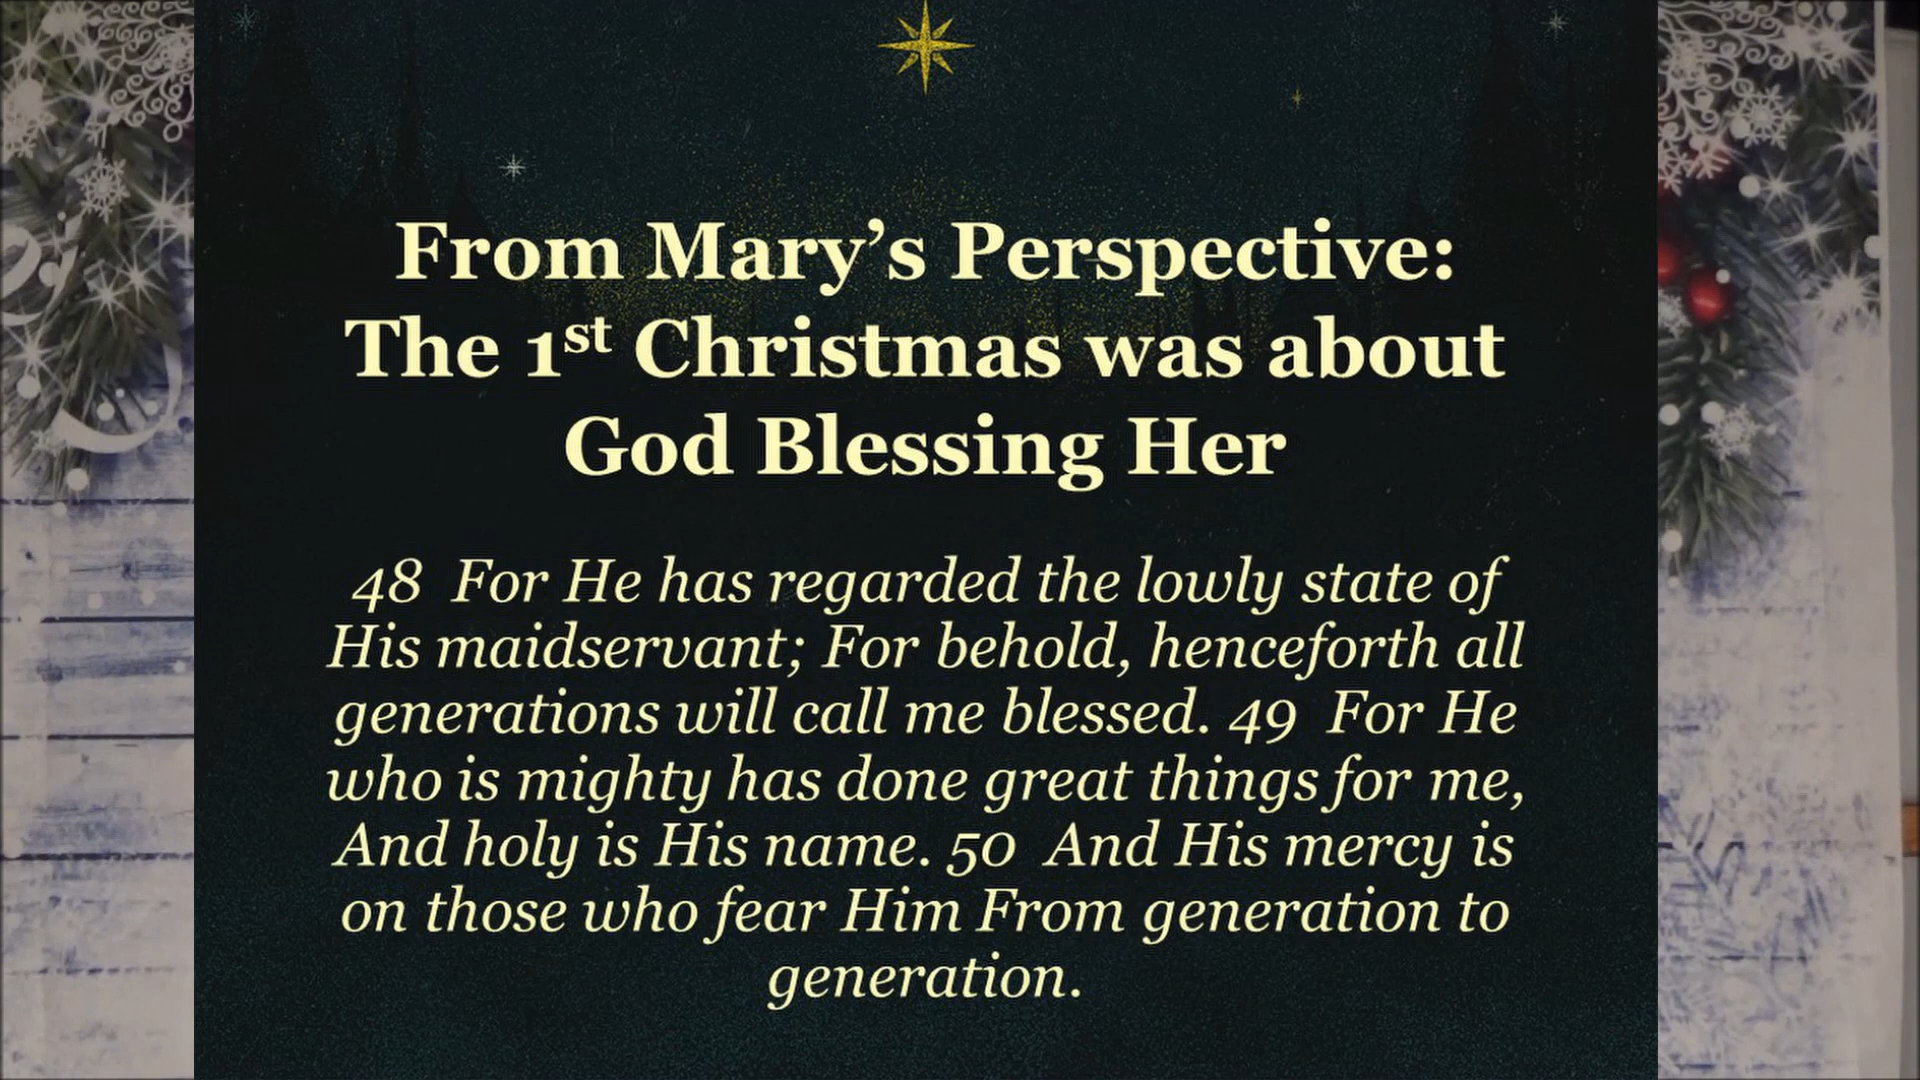 From Mary’s Perspective:
The 1st Christmas was about
God Blessing Her
48 For He has regarded the lowly state of
His maidservant; For behold, henceforth all
generations will call me blessed. 49 For He
who is mighty has done great things for me,
And holy is His name. 50 And His mercy is
on those who fear Him From generation to
generation.